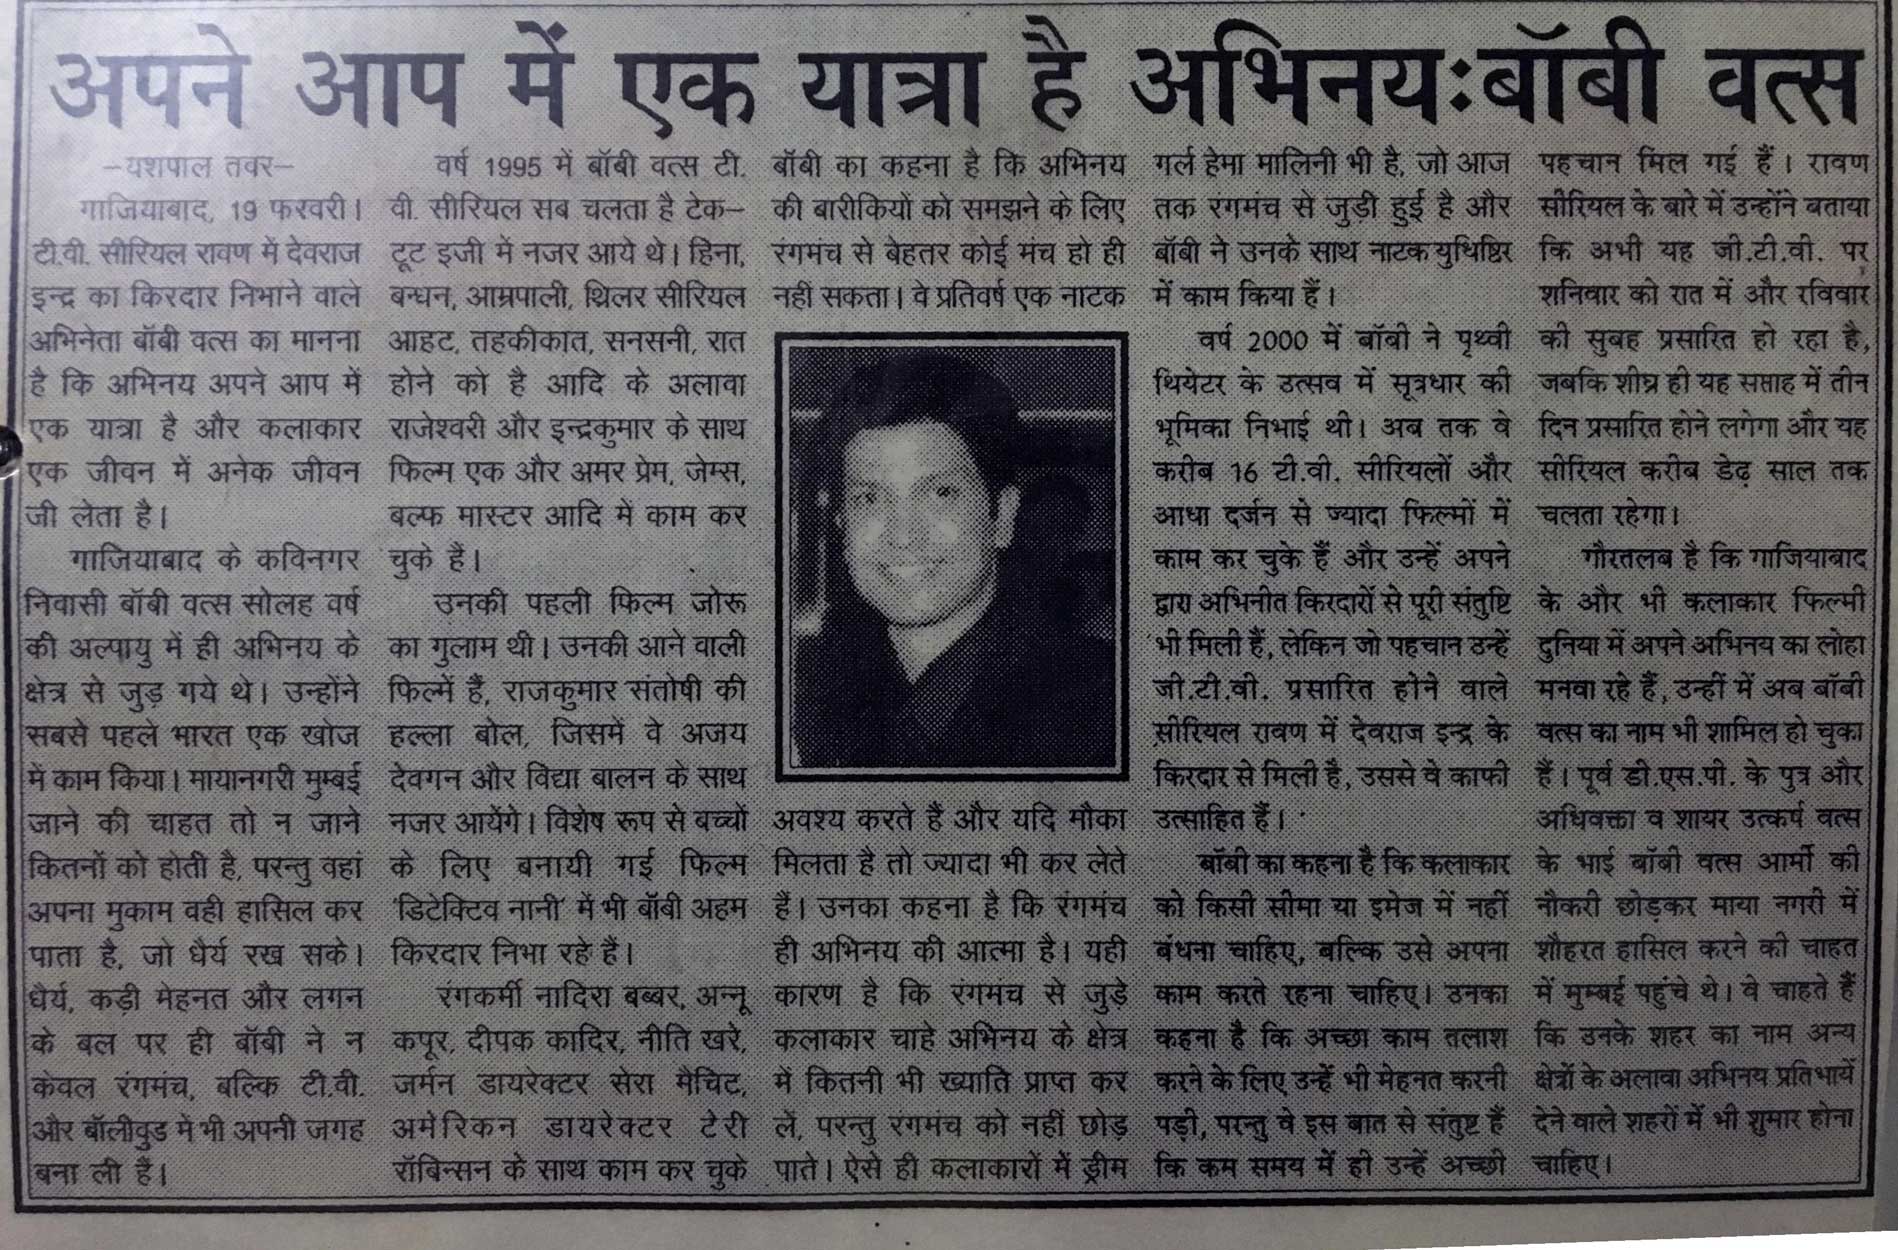 अपने आप में एक यात्रा है अभिनयः बॉबी वत्स
–यशपाल तवर–
गाजियाबाद, 19 फरवरी।
टी.वी. सीरियल रावण में देवराज
इन्द्र का किरदार निभाने वाले
अभिनेता बॉबी वत्स का मानना
है कि अभिनय अपने आप में
एक यात्रा है और कलाकार
एक जीवन में अनेक जीवन
जी लेता है।
गाजियाबाद के कविनगर
निवासी बॉबी वत्स सोलह वर्ष
की अल्पायु में ही अभिनय के
क्षेत्र से जुड़ गये थे। उन्होंने
सबसे पहले भारत एक खोज
में काम किया। मायानगरी मुम्बई
जाने की चाहत तो न जाने
कितनों को होती है, परन्तु वहां
अपना मुकाम वही हासिल कर
पाता है, जो धैर्य रख सके।
धैर्य, कड़ी मेहनत और लगन
के बल पर ही बॉबी ने न
केवल रंगमंच, बल्कि टी.वी.
और बॉलीवुड में भी अपनी जगह
बना ली है।
वर्ष 1995 में बॉबी वत्स टी.
वी. सीरियल सब चलता है टेक–
टूट इजी में नजर आये थे। हिना,
बन्धन, आम्रपाली, थ्रिलर सीरियल
आहट, तहकीकात, सनसनी, रात
होने को है आदि के अलावा
राजेश्वरी और इन्द्रकुमार के साथ
फिल्म एक और अमर प्रेम, जेम्स,
बल्फ मास्टर आदि में काम कर
चुके हैं।
उनकी पहली फिल्म जोरू
का गुलाम थी। उनकी आने वाली
फिल्में हैं, राजकुमार संतोषी की
हल्ला बोल, जिसमें वे अजय
देवगन और विद्या बालन के साथ
नजर आयेंगे। विशेष रूप से बच्चों
के लिए बनायी गई फिल्म
'डिटेक्टिव नानी' में भी बॉबी अहम
किरदार निभा रहे हैं।
रंगकर्मी नादिरा बब्बर, अन्नू
कपूर, दीपक कादिर, नीति खरे,
जर्मन डायरेक्टर सेरा मैचिट,
अमेरिकन डायरेक्टर टेरी
रॉबिन्सन के साथ काम कर चुके
बॉबी का कहना है कि अभिनय
की बारीकियों को समझने के लिए
रंगमंच से बेहतर कोई मंच हो ही
नहीं सकता। वे प्रतिवर्ष एक नाटक
अवश्य करते हैं और यदि मौका
मिलता है तो ज्यादा भी कर लेते
हैं। उनका कहना है कि रंगमंच
ही अभिनय की आत्मा है। यही
कारण है कि रंगमंच से जुड़े
कलाकार चाहे अभिनय के क्षेत्र
में कितनी भी ख्याति प्राप्त कर
लें, परन्तु रंगमंच को नहीं छोड़
पाते। ऐसे ही कलाकारों में ड्रीम
गर्ल हेमा मालिनी भी है, जो आज
तक रंगमंच से जुड़ी हुई है और
बॉबी ने उनके साथ नाटक युधिष्टिर
में काम किया हैं।
वर्ष 2000 में बॉबी ने पृथ्वी
थियेटर के उत्सव में सूत्रधार की
भूमिका निभाई थी। अब तक वे
करीब 16 टी.वी. सीरियलों और
आधा दर्जन से ज्यादा फिल्मों में
काम कर चुके हैं और उन्हें अपने
द्वारा अभिनीत किरदारों से पूरी संतुष्टि
भी मिली हैं, लेकिन जो पहचान उन्हें
जी.टी.वी. प्रसारित होने वाले
सीरियल रावण में देवराज इन्द्र के
किरदार से मिली है, उससे वे काफी
उत्साहित हैं।
बॉबी का कहना है कि कलाकार
को किसी सीमा या इमेज में नहीं
बंधना चाहिए, बल्कि उसे अपना
काम करते रहना चाहिए। उनका
कहना है कि अच्छा काम तलाश
करने के लिए उन्हें भी मेहनत करनी
पड़ी, परन्तु वे इस बात से संतुष्ट हैं
कि कम समय में ही उन्हें अच्छी
पहचान मिल गई हैं। रावण
सीरियल के बारे में उन्होंने बताया
कि अभी यह जी.टी.वी. पर
शनिवार को रात में और रविवार
की सुबह प्रसारित हो रहा है,
जबकि शीघ्र ही यह सप्ताह में तीन
दिन प्रसारित होने लगेगा और यह
सीरियल करीब डेढ़ साल तक
चलता रहेगा।
गौरतलब है कि गाजियाबाद
के और भी कलाकार फिल्मी
दुनिया में अपने अभिनय का लोहा
मनवा रहे हैं, उन्हीं में अब बॉबी
वत्स का नाम भी शामिल हो चुका
हैं। पूर्व डी.एस.पी. के पुत्र और
अधिवक्ता व शायर उत्कर्ष वत्स
के भाई बॉबी वत्स आर्मी की
नौकरी छोड़कर माया नगरी में
शौहरत हासिल करने की चाहत
में मुम्बई पहुंचे थे। वे चाहते हैं
कि उनके शहर का नाम अन्य
क्षेत्रों के अलावा अभिनय प्रतिभायें
देने वाले शहरों में भी शुमार होना
चाहिए।